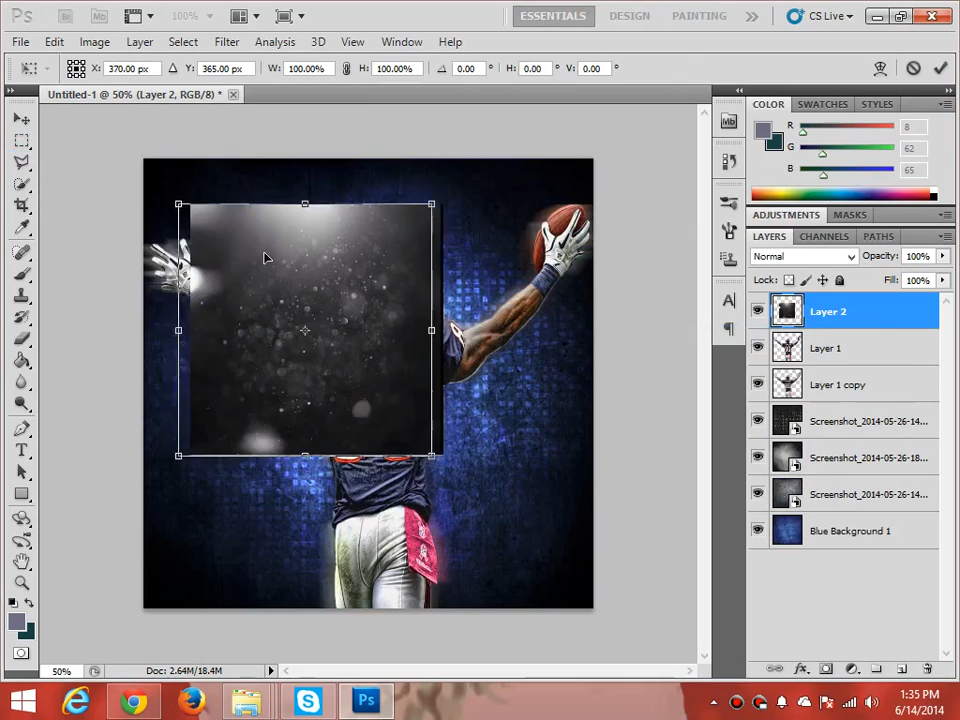 Ps Br Mb 100% ESSENTIALS DESIGN PAINTING CS Live
File Edit Image Layer Select Filter Analysis 3D View Window Help
X: 370.00 px Y: 365.00 px W: 100.00% H: 100.00% 0.00 ° H: 0.00 ° V: 0.00 °
Untitled-1 @ 50% (Layer 2, RGB/8) *
COLOR SWATCHES STYLES
R 8
G 62
B 65
ADJUSTMENTS MASKS
LAYERS CHANNELS PATHS
Normal Opacity: 100%
Lock: Fill: 100%
Layer 2
Layer 1
Layer 1 copy
Screenshot_2014-05-26-14...
Screenshot_2014-05-26-18...
Screenshot_2014-05-26-14...
Blue Background 1
50% Doc: 2.64M/18.4M
1:35 PM
6/14/2014